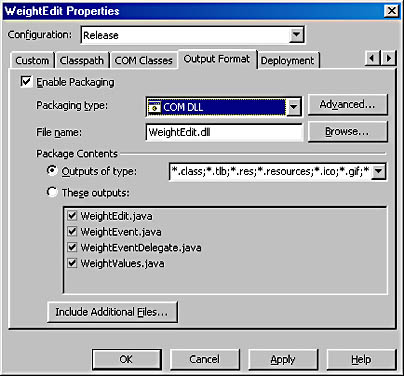 WeightEdit Properties
Configuration: Release
Custom Classpath COM Classes Output Format Deployment
Enable Packaging
Packaging type: COM DLL Advanced...
File name: WeightEdit.dll Browse...
Package Contents
Outputs of type: *.class;*.tlb;*.res;*.resources;*.ico;*.gif;*
These outputs:
WeightEdit.java
WeightEvent.java
WeightEventDelegate.java
WeightValues.java
Include Additional Files...
OK Cancel Apply Help